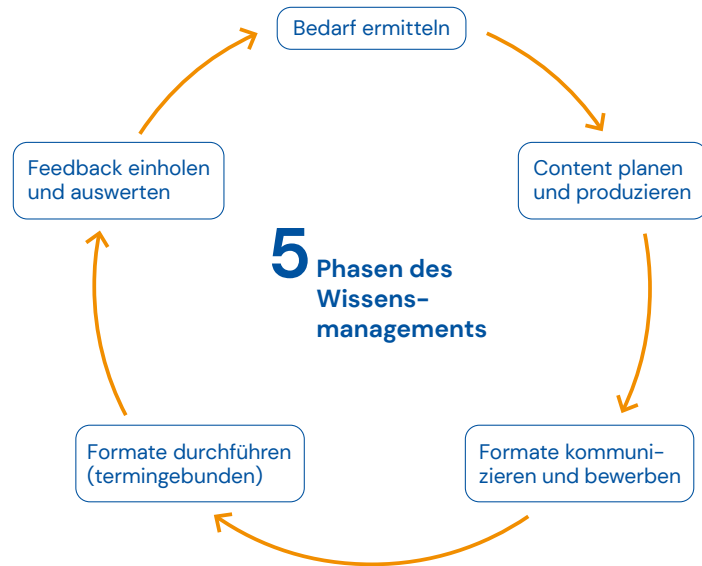 Bedarf ermitteln
Content planen
und produzieren
Formate kommuni-
zieren und bewerben
Formate durchführen
(termingebunden)
Feedback einholen
und auswerten
5 Phasen des
Wissens-
managements